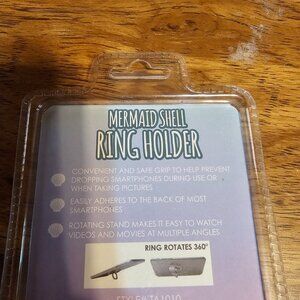 MERMAID SHELL
RING HOLDER
CONVENIENT AND SAFE GRIP TO HELP PREVENT
DROPPING SMARTPHONES DURING USE OR
WHEN TAKING PICTURES
EASILY ADHERES TO THE BACK OF MOST
SMARTPHONES
ROTATING STAND MAKES IT EASY TO WATCH
VIDEOS AND MOVIES AT MULTIPLE ANGLES
RING ROTATES 360°